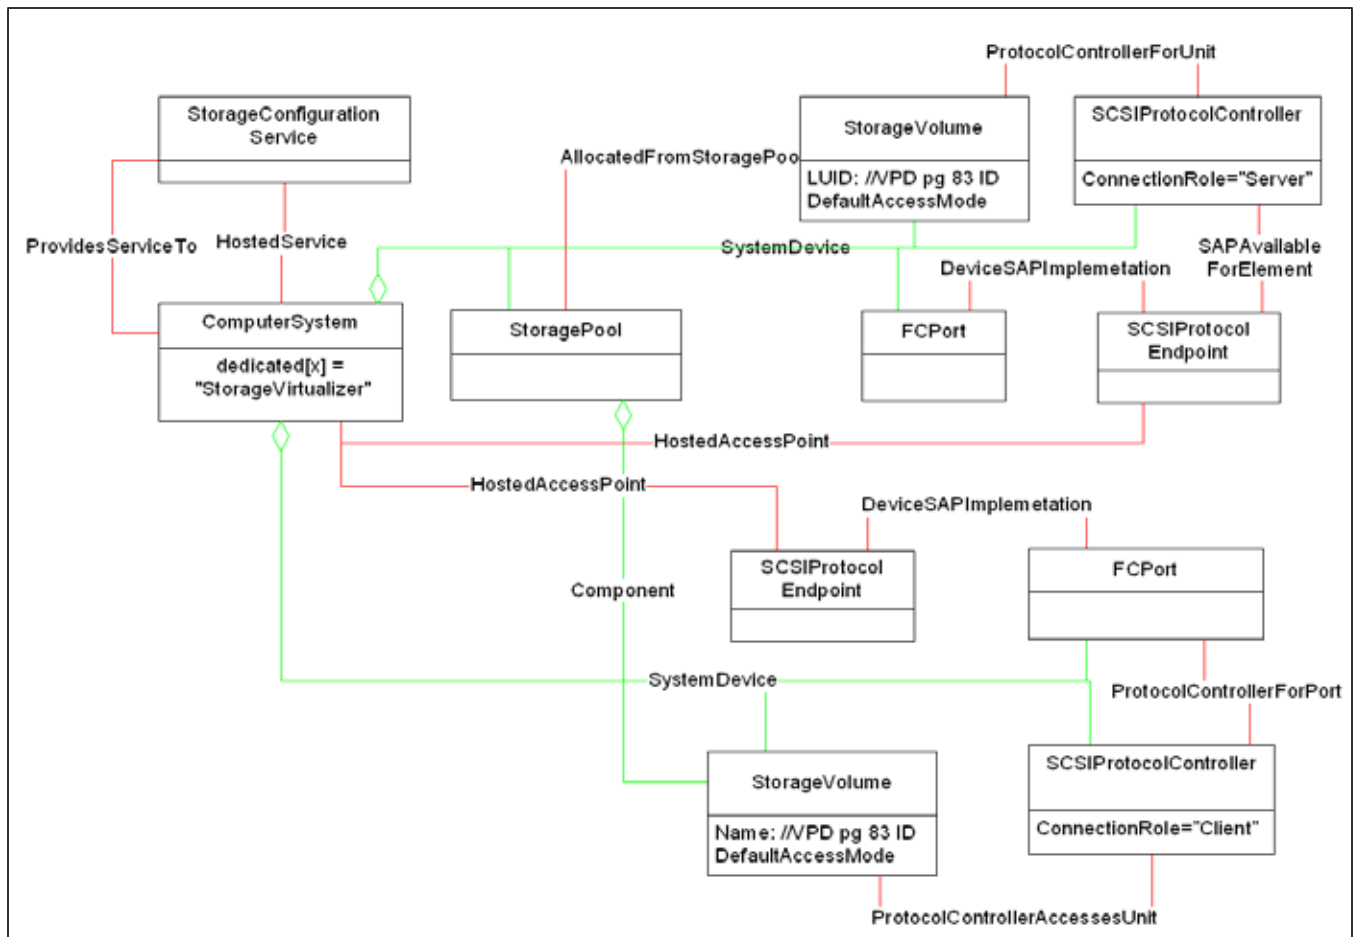 ProtocolControllerForUnit
StorageConfiguration
Service
StorageVolume
SCSIProtocolController
AllocatedFromStoragePoo
LUID: //VPD pg 83 ID
DefaultAccessMode
ConnectionRole="Server"
ProvidesServiceTo
HostedService
SystemDevice
SAPAvailable
ForElement
DeviceSAPImplemetation
ComputerSystem
dedicated[x] =
"StorageVirtualizer"
StoragePool
FCPort
SCSIProtocol
Endpoint
HostedAccessPoint
HostedAccessPoint
DeviceSAPImplemetation
SCSIProtocol
Endpoint
FCPort
Component
SystemDevice
ProtocolControllerForPort
StorageVolume
Name: //VPD pg 83 ID
DefaultAccessMode
SCSIProtocolController
ConnectionRole="Client"
ProtocolControllerAccessesUnit